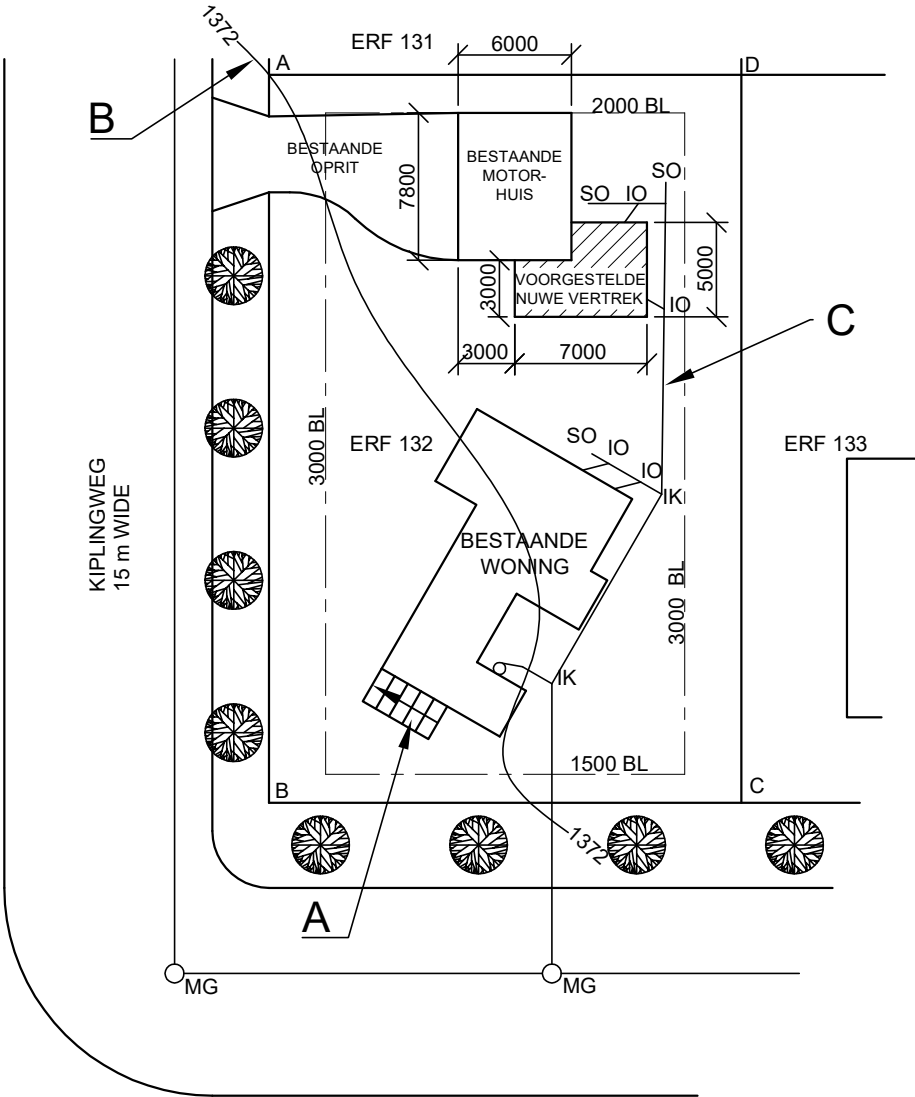 1372
ERF 131
6000
A
D
B
2000 BL
BESTAANDE
OPRIT
7800
BESTAANDE
MOTOR-
HUIS
SO
SO
IO
VOORGESTELDE
NUWE VERTREK
3000
5000
IO
C
3000
7000
3000 BL
ERF 132
SO
IO
IO
IK
ERF 133
KIPLINGWEG
15 m WIDE
BESTAANDE
WONING
3000 BL
IK
1500 BL
B
C
1372
A
MG
MG